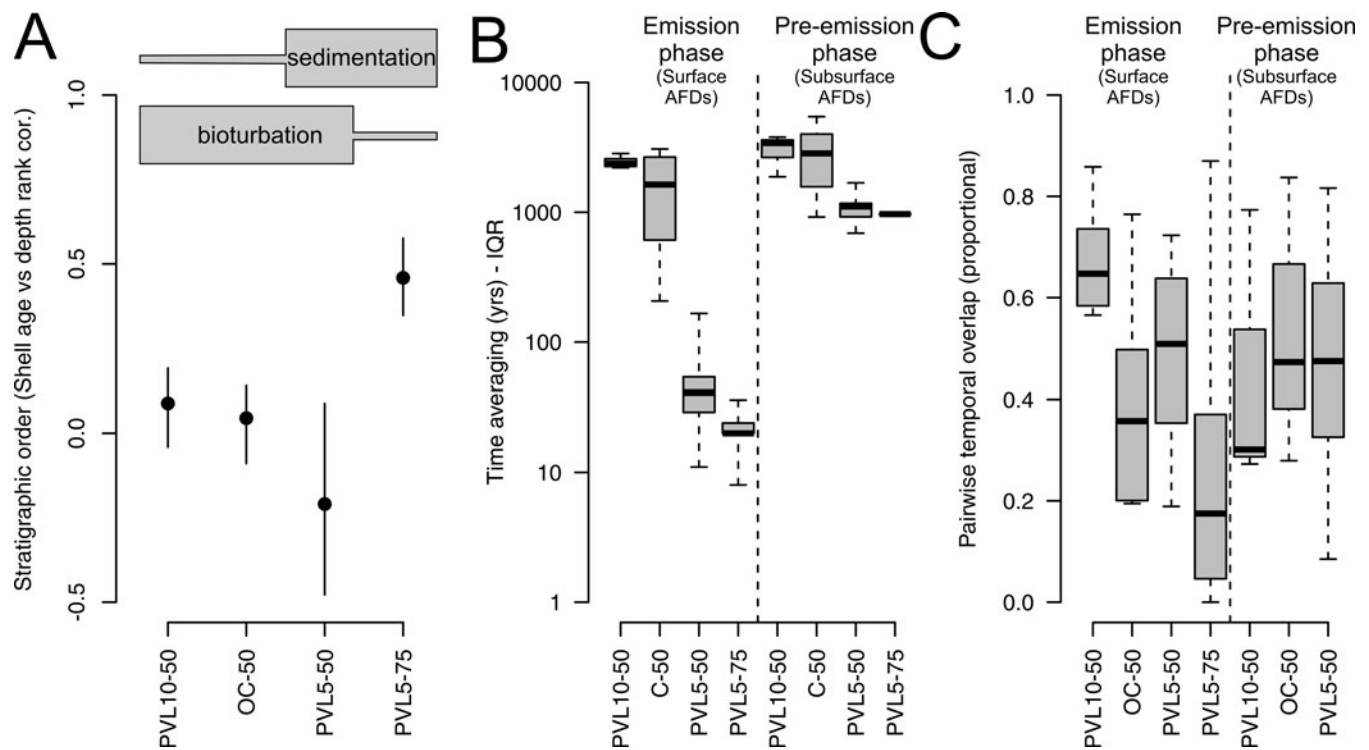 A
sedimentation
bioturbation
Stratigraphic order (Shell age vs depth rank cor.)
1.0
0.5
0.0
-0.5
PVL10-50
OC-50
PVL5-50
PVL5-75
B
Emission
phase
(Surface
AFDs)
Pre-emission
phase
(Subsurface
AFDs)
Time averaging (yrs) - IQR
10000
1000
100
10
1
PVL10-50
C-50
PVL5-50
PVL5-75
PVL10-50
C-50
PVL5-50
PVL5-75
C
Emission
phase
(Surface
AFDs)
Pre-emission
phase
(Subsurface
AFDs)
Pairwise temporal overlap (proportional)
1.0
0.8
0.6
0.4
0.2
0.0
PVL10-50
OC-50
PVL5-50
PVL5-75
PVL10-50
OC-50
PVL5-50